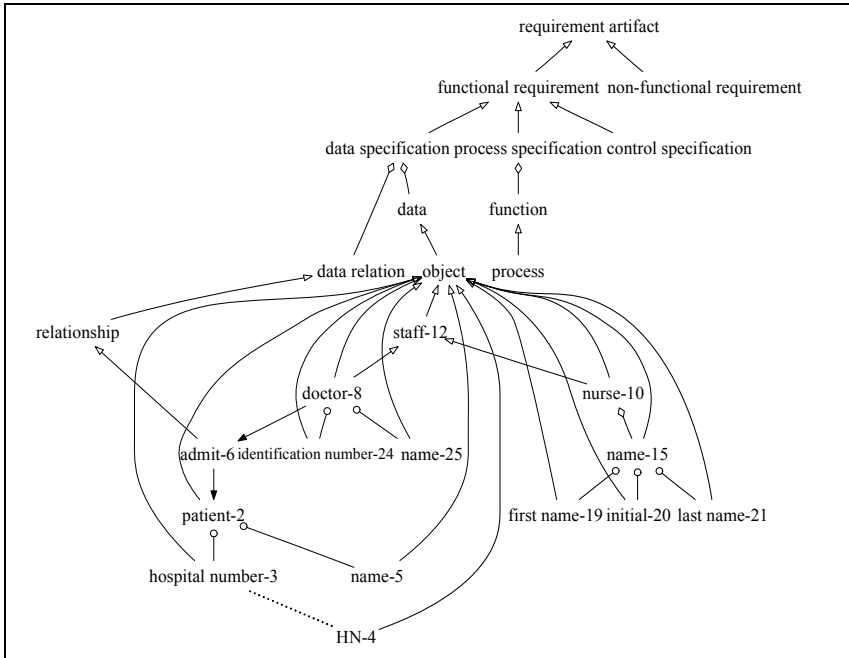 requirement artifact
functional requirement non-functional requirement
data specification process specification control specification
data function
data relation object process
relationship staff-12
doctor-8 nurse-10
admit-6 identification number-24 name-25 name-15
patient-2 first name-19 initial-20 last name-21
hospital number-3 name-5
HN-4